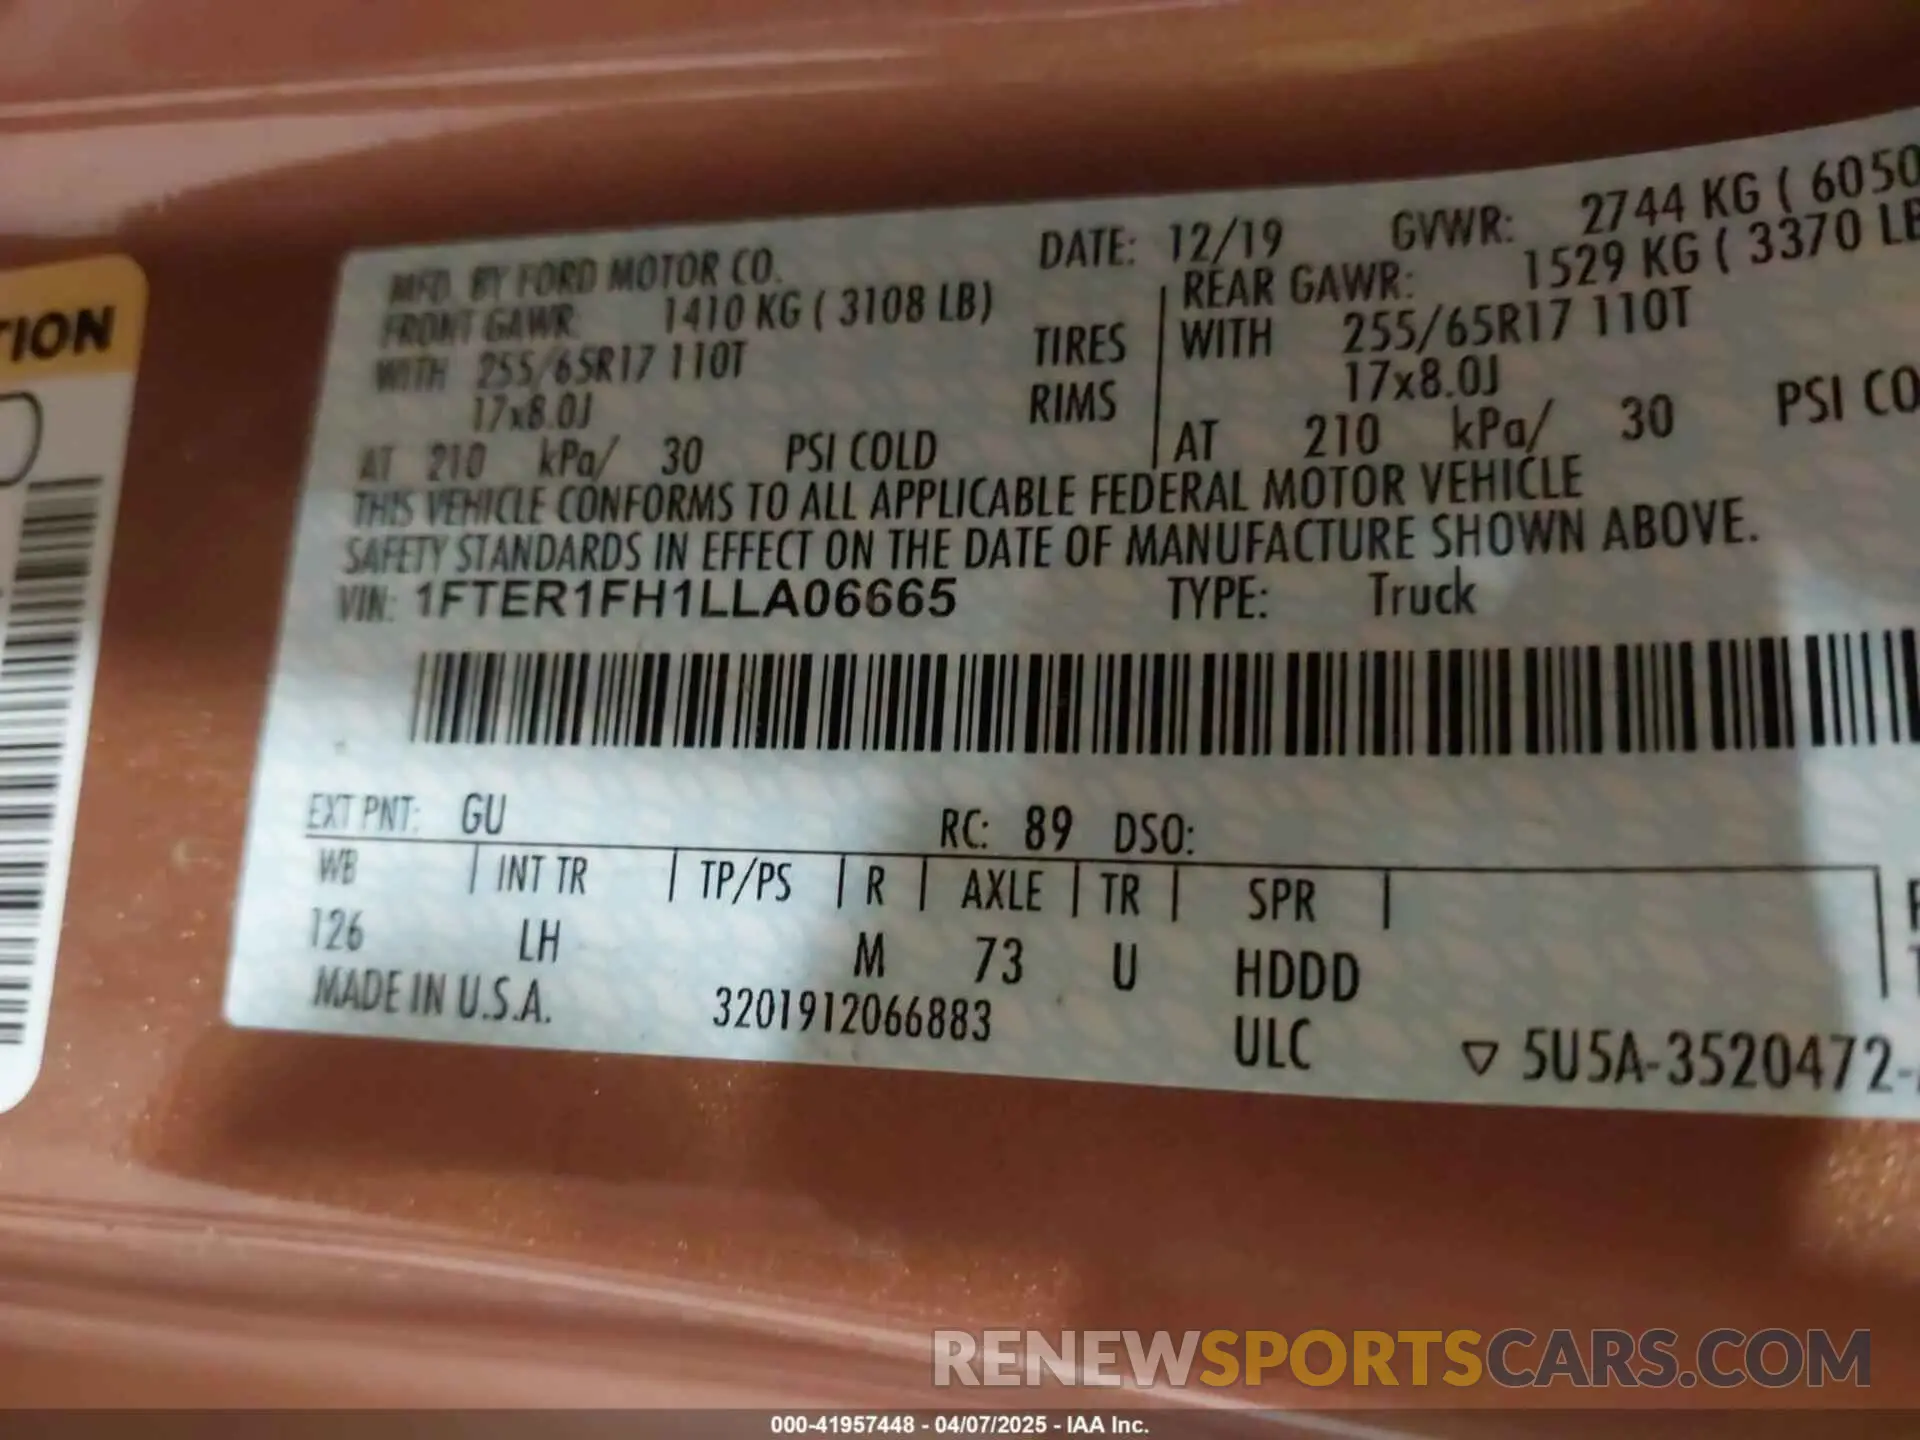 TION
MFD. BY FORD MOTOR CO.
DATE: 12/19
GVWR: 2744 KG ( 6050
FRONT GAWR: 1410 KG ( 3108 LB)
REAR GAWR: 1529 KG ( 3370 LB
WITH 255/65R17 110T
TIRES
WITH 255/65R17 110T
17x8.0J
RIMS
17x8.0J
AT 210 kPa/ 30 PSI COLD
AT 210 kPa/ 30 PSI CO
THIS VEHICLE CONFORMS TO ALL APPLICABLE FEDERAL MOTOR VEHICLE
SAFETY STANDARDS IN EFFECT ON THE DATE OF MANUFACTURE SHOWN ABOVE.
VIN: 1FTER1FH1LLA06665
TYPE: Truck
EXT PNT: GU
RC: 89 DSO:
WB | INT TR | TP/PS | R | AXLE | TR | SPR |
126 LH M 73 U HDDD
MADE IN U.S.A. 3201912066883
ULC
▽ 5U5A-3520472-
RENEWSPORTSCARS.COM
000-41957448 - 04/07/2025 - IAA Inc.